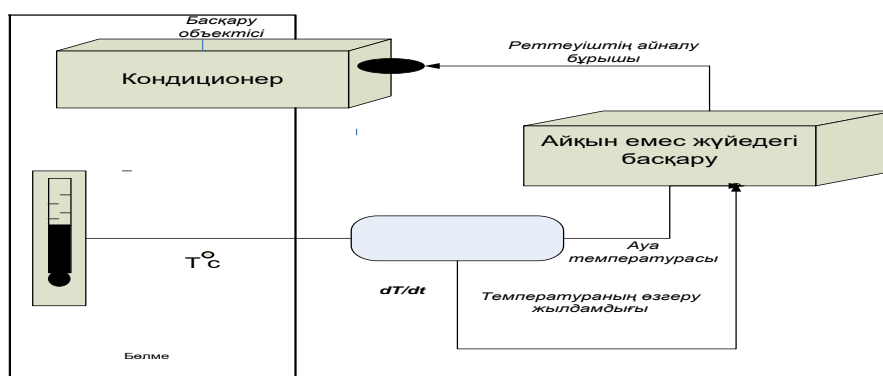 Басқару
объектісі
Кондиционер
Реттеуіштің айналу
бұрышы
Айқын емес жүйедегі
басқару
T°c
Ауа
температурасы
dT/dt
Температураның өзгеру
жылдамдығы
Бөлме